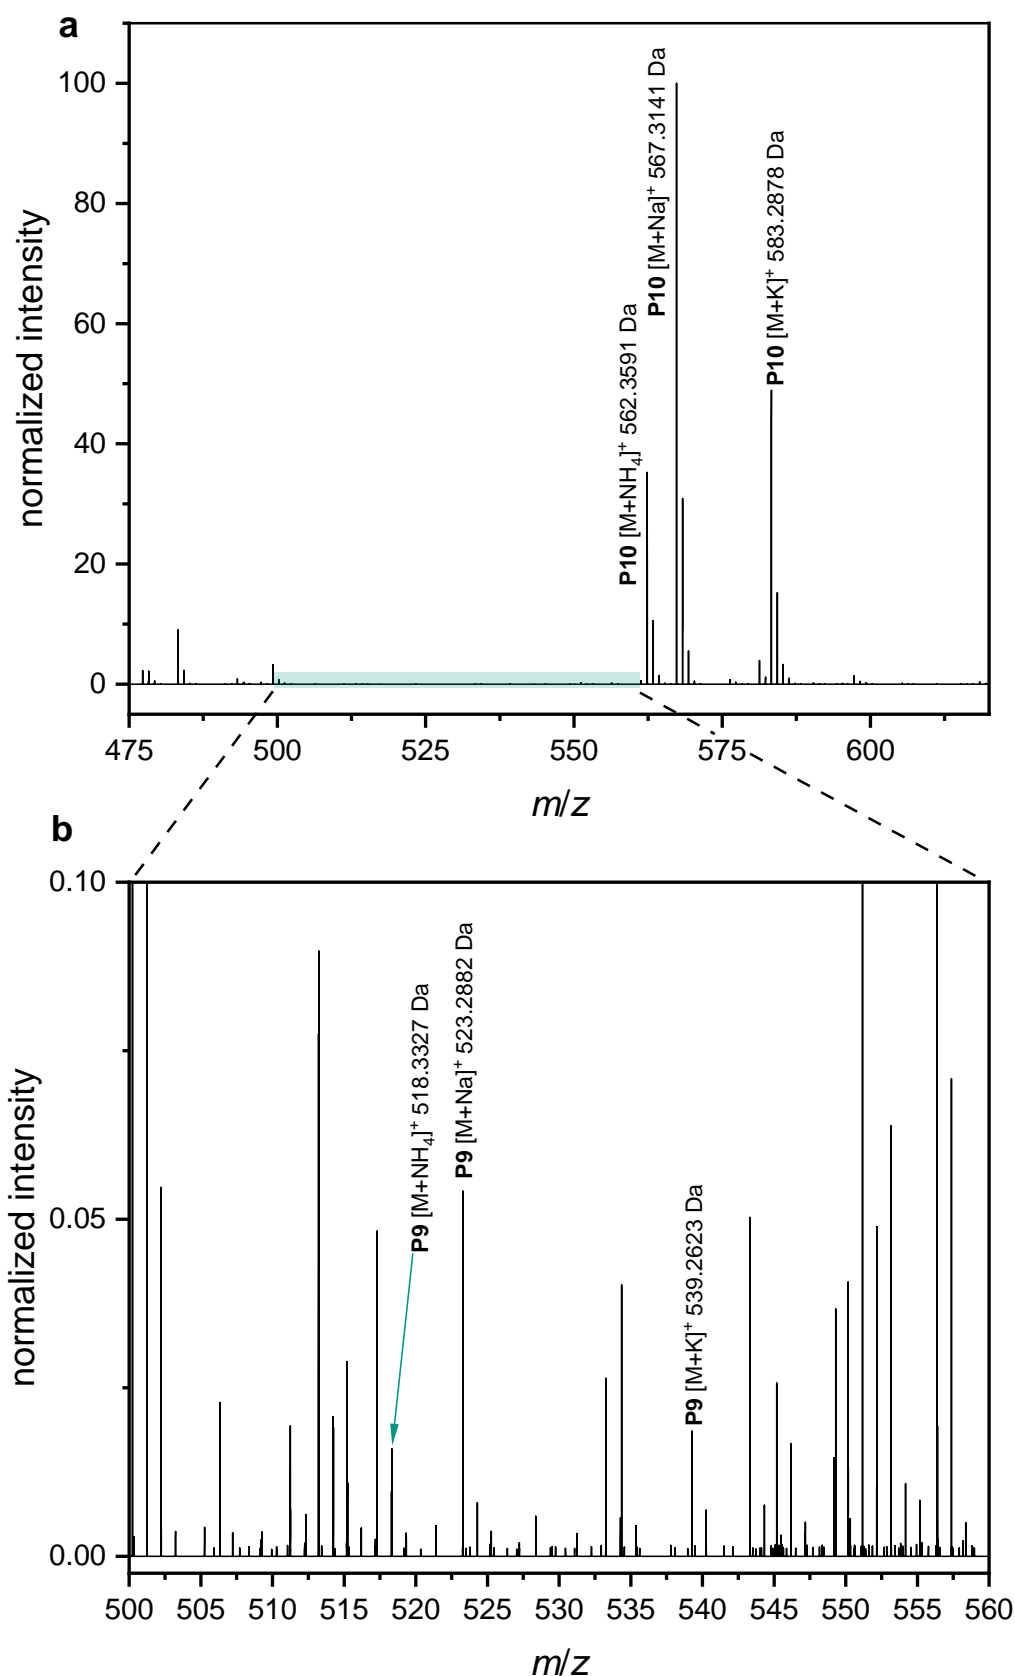 a
100
80
60
40
20
0
normalized intensity
P10 [M+NH₄]⁺ 562.3591 Da
P10 [M+Na]⁺ 567.3141 Da
P10 [M+K]⁺ 583.2878 Da
475 500 525 550 575 600
m/z
b
0.10
0.05
0.00
normalized intensity
P9 [M+NH₄]⁺ 518.3327 Da
P9 [M+Na]⁺ 523.2882 Da
P9 [M+K]⁺ 539.2623 Da
500 505 510 515 520 525 530 535 540 545 550 555 560
m/z